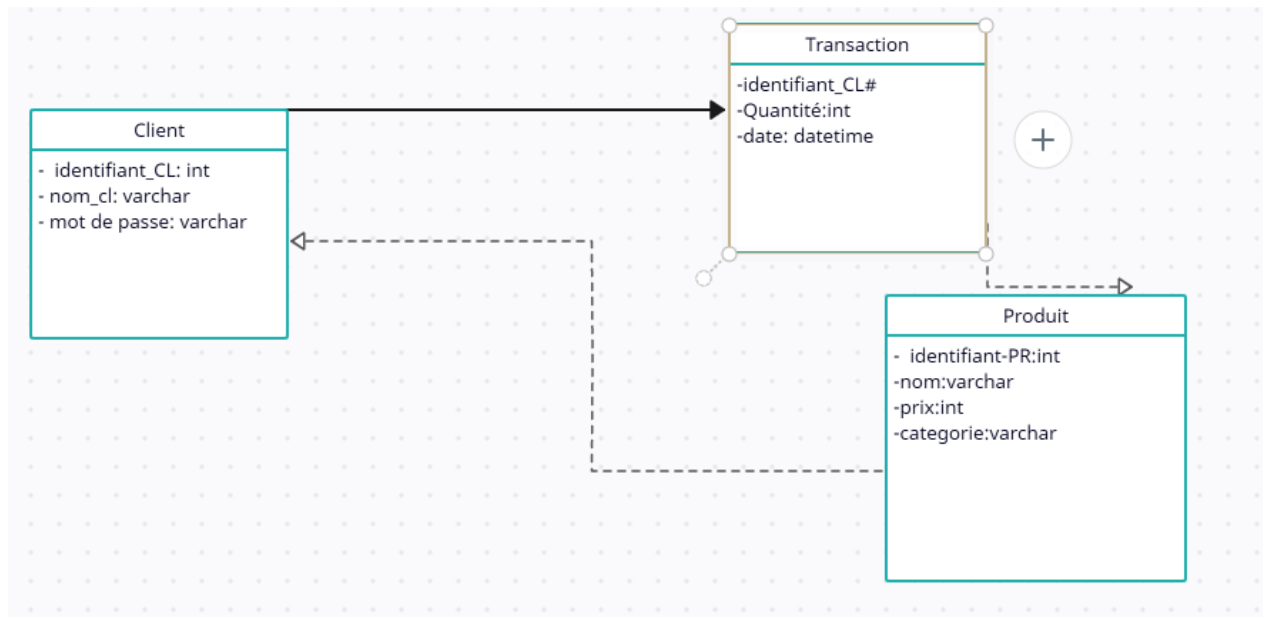 Transaction
-identifiant_CL#
-Quantité:int
-date: datetime
Client
- identifiant_CL: int
- nom_cl: varchar
- mot de passe: varchar
Produit
- identifiant-PR:int
-nom:varchar
-prix:int
-categorie:varchar